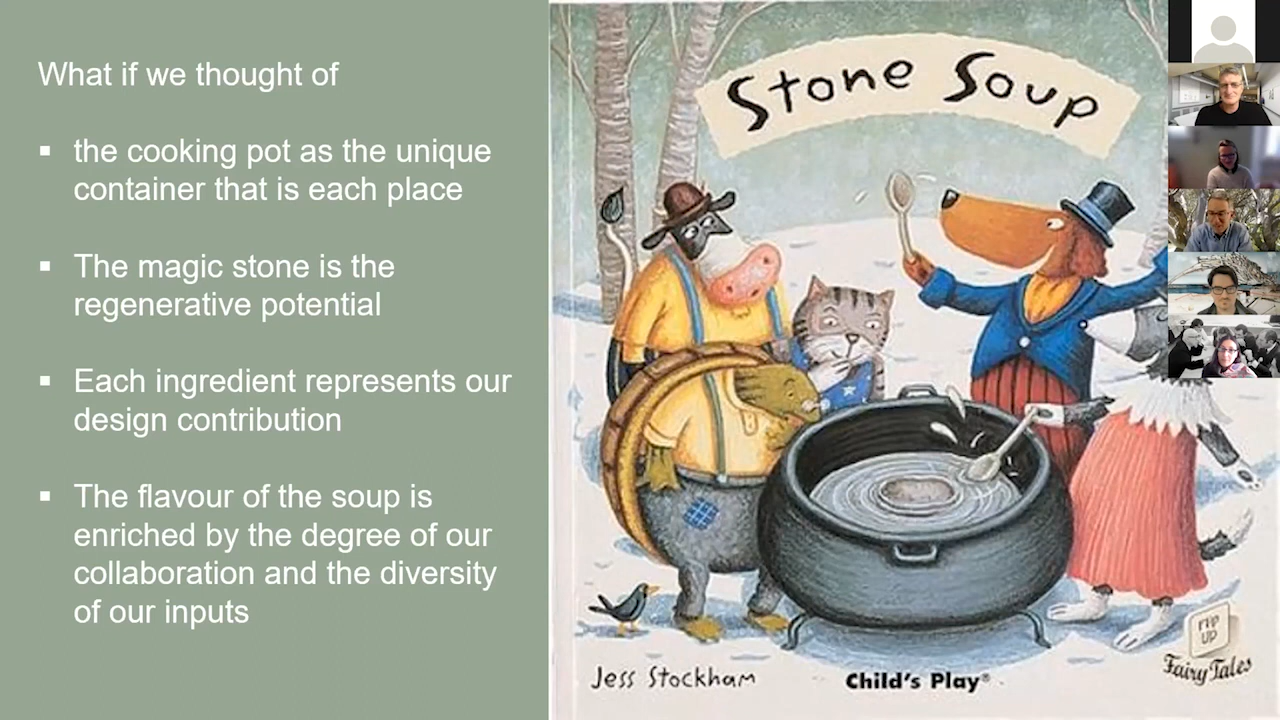 What if we thought of
▪ the cooking pot as the unique
container that is each place
▪ The magic stone is the
regenerative potential
▪ Each ingredient represents our
design contribution
▪ The flavour of the soup is
enriched by the degree of our
collaboration and the diversity
of our inputs
Stone Soup
Jess Stockham
Child's Play®
FLIP
UP
Fairy Tales